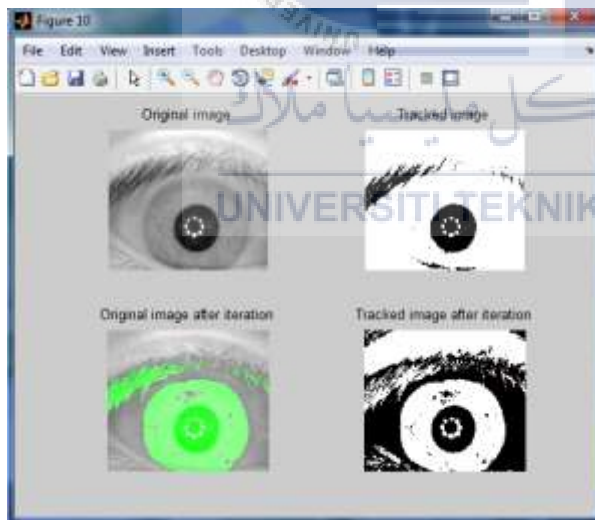 Figure 10
File Edit View Insert Tools Desktop Window Help
Original image
Tracked image
UNIVERSITI TEKNIK
Original image after iteration
Tracked image after iteration